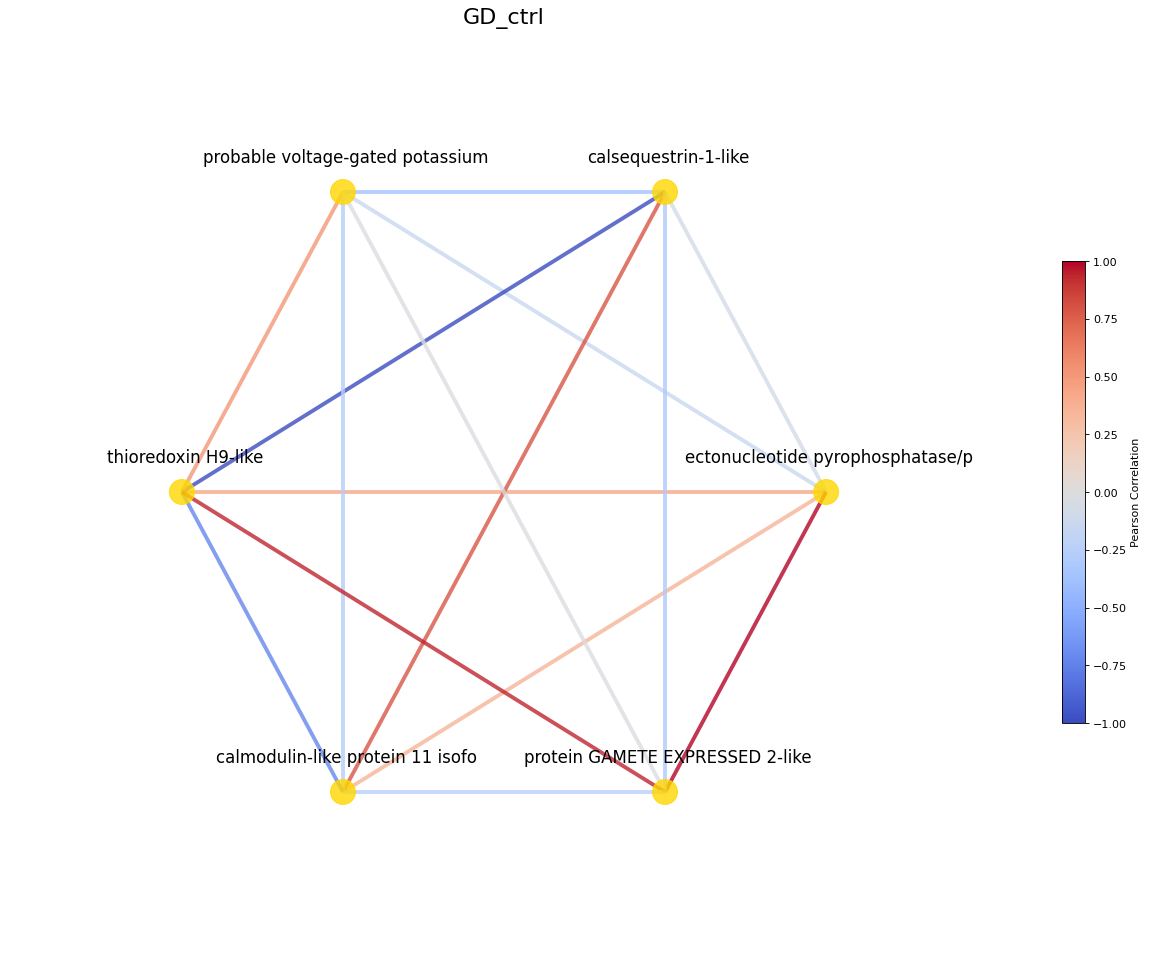 GD_ctrl
probable voltage-gated potassium
calsequestrin-1-like
thioredoxin H9-like
ectonucleotide pyrophosphatase/p
calmodulin-like protein 11 isofo
protein GAMETE EXPRESSED 2-like
1.00
0.75
0.50
0.25
0.00
−0.25
−0.50
−0.75
−1.00
Pearson Correlation